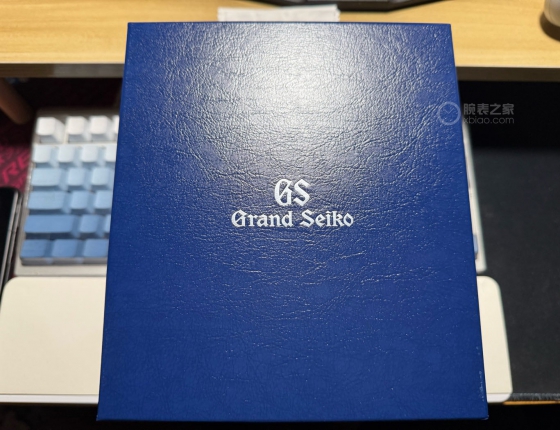 腕表之家
xbiao.com
GS
Grand Seiko